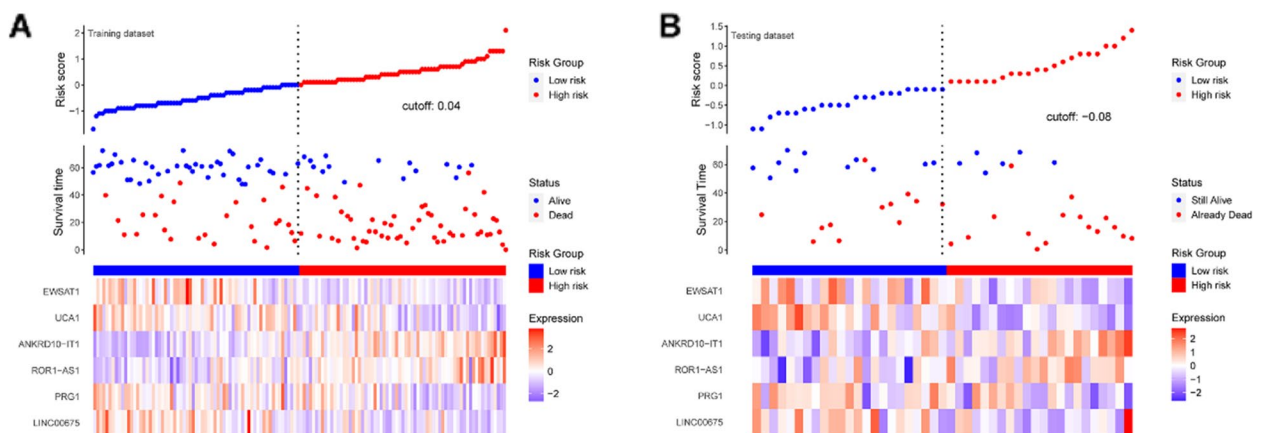 A
Training dataset
Risk score
2
1
0
−1
cutoff: 0.04
Risk Group
Low risk
High risk
Survival time
60
40
20
0
Status
Alive
Dead
Risk Group
Low risk
High risk
EWSAT1
UCA1
ANKRD10−IT1
ROR1−AS1
PRG1
LINC00675
Expression
2
0
−2
B
Testing dataset
Risk score
1.5
1.0
0.5
0.0
−0.5
−1.0
cutoff: −0.08
Risk Group
Low risk
High risk
Survival Time
60
40
20
0
Status
Still Alive
Already Dead
Risk Group
Low risk
High risk
EWSAT1
UCA1
ANKRD10−IT1
ROR1−AS1
PRG1
LINC00675
Expression
2
1
0
−1
−2